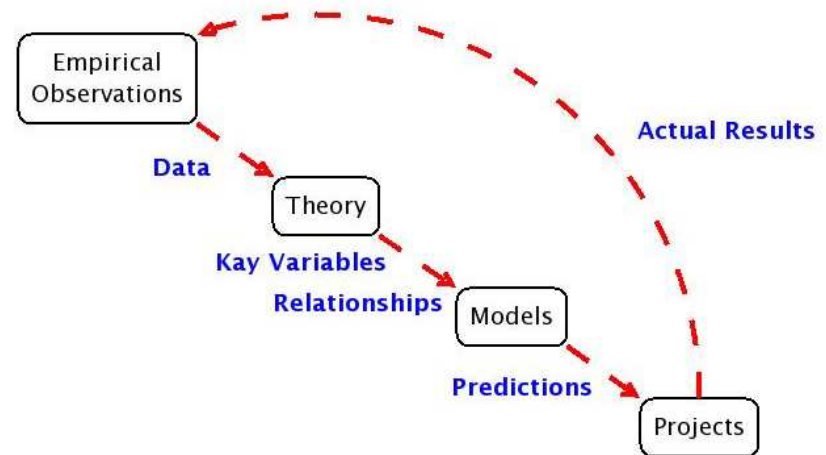 Empirical
Observations
Actual Results
Data
Theory
Kay Variables
Relationships
Models
Predictions
Projects